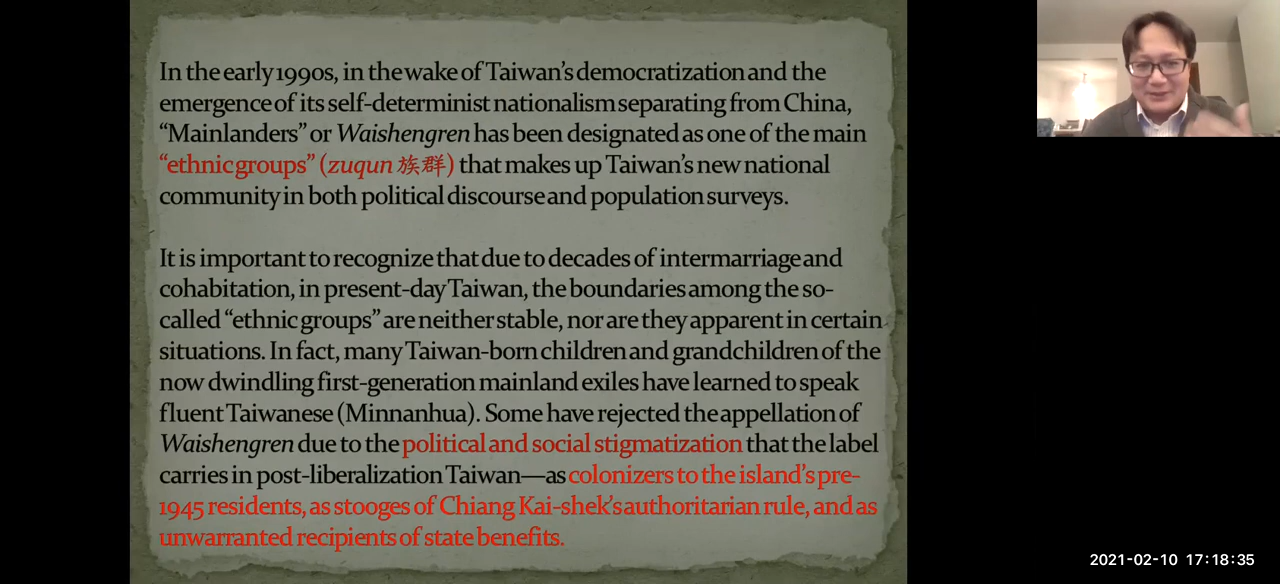 In the early 1990s, in the wake of Taiwan's democratization and the
emergence of its self-determinist nationalism separating from China,
“Mainlanders” or Waishengren has been designated as one of the main
“ethnic groups” (zuqun 族群) that makes up Taiwan's new national
community in both political discourse and population surveys.
It is important to recognize that due to decades of intermarriage and
cohabitation, in present-day Taiwan, the boundaries among the so-
called “ethnic groups” are neither stable, nor are they apparent in certain
situations. In fact, many Taiwan-born children and grandchildren of the
now dwindling first-generation mainland exiles have learned to speak
fluent Taiwanese (Minnanhua). Some have rejected the appellation of
Waishengren due to the political and social stigmatization that the label
carries in post-liberalization Taiwan—as colonizers to the island's pre-
1945 residents, as stooges of Chiang Kai-shek's authoritarian rule, and as
unwarranted recipients of state benefits.
2021-02-10 17:18:35